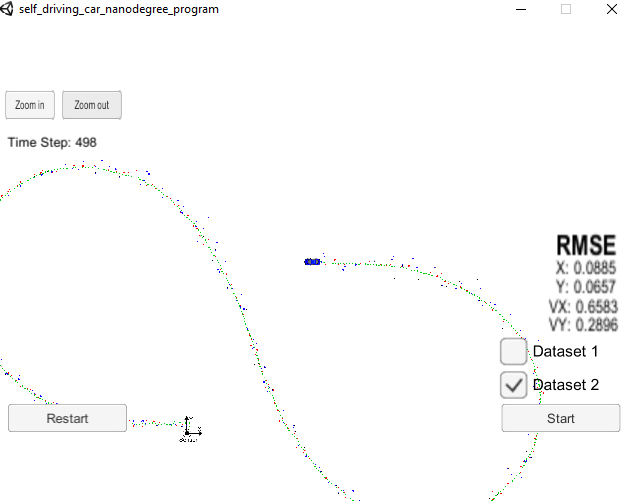 self_driving_car_nanodegree_program
Zoom in Zoom out
Time Step: 498
RMSE
X: 0.0885
Y: 0.0657
VX: 0.6583
VY: 0.2896
Dataset 1
Dataset 2
Restart
Start